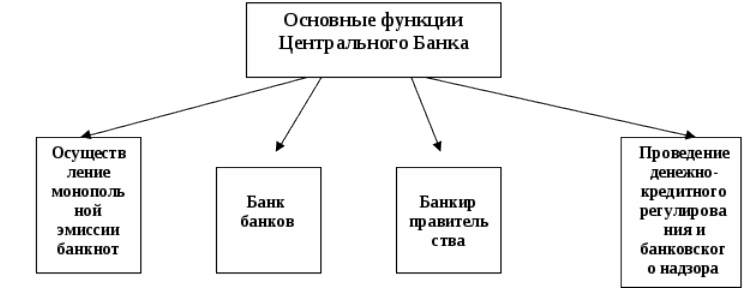 Основные функции
Центрального Банка
Осуществ
ление
монополь
ной
эмиссии
банкнот
Банк
банков
Банкир
правитель
ства
Проведение
денежно-
кредитного
регулирова
ния и
банковског
о надзора